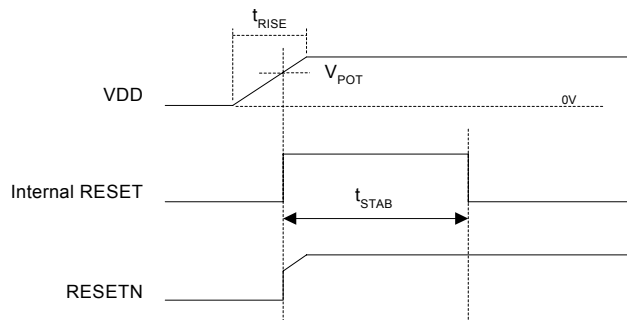 tRISE
VPOT
VDD
0V
Internal RESET
tSTAB
RESETN